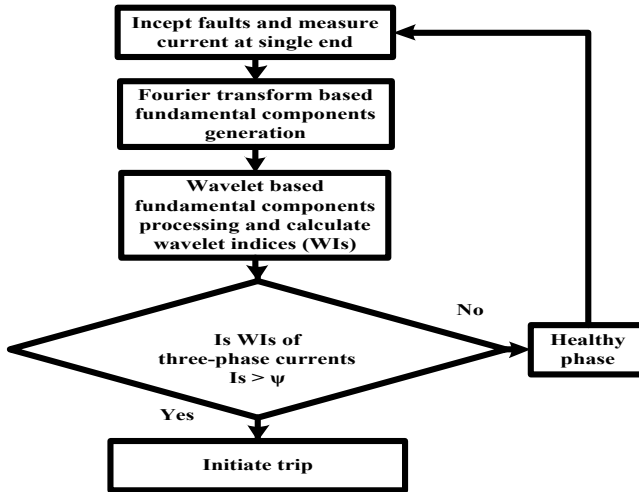 Incept faults and measure
current at single end
Fourier transform based
fundamental components
generation
Wavelet based
fundamental components
processing and calculate
wavelet indices (WIs)
Is WIs of
three-phase currents
Is > ψ
No
Healthy
phase
Yes
Initiate trip